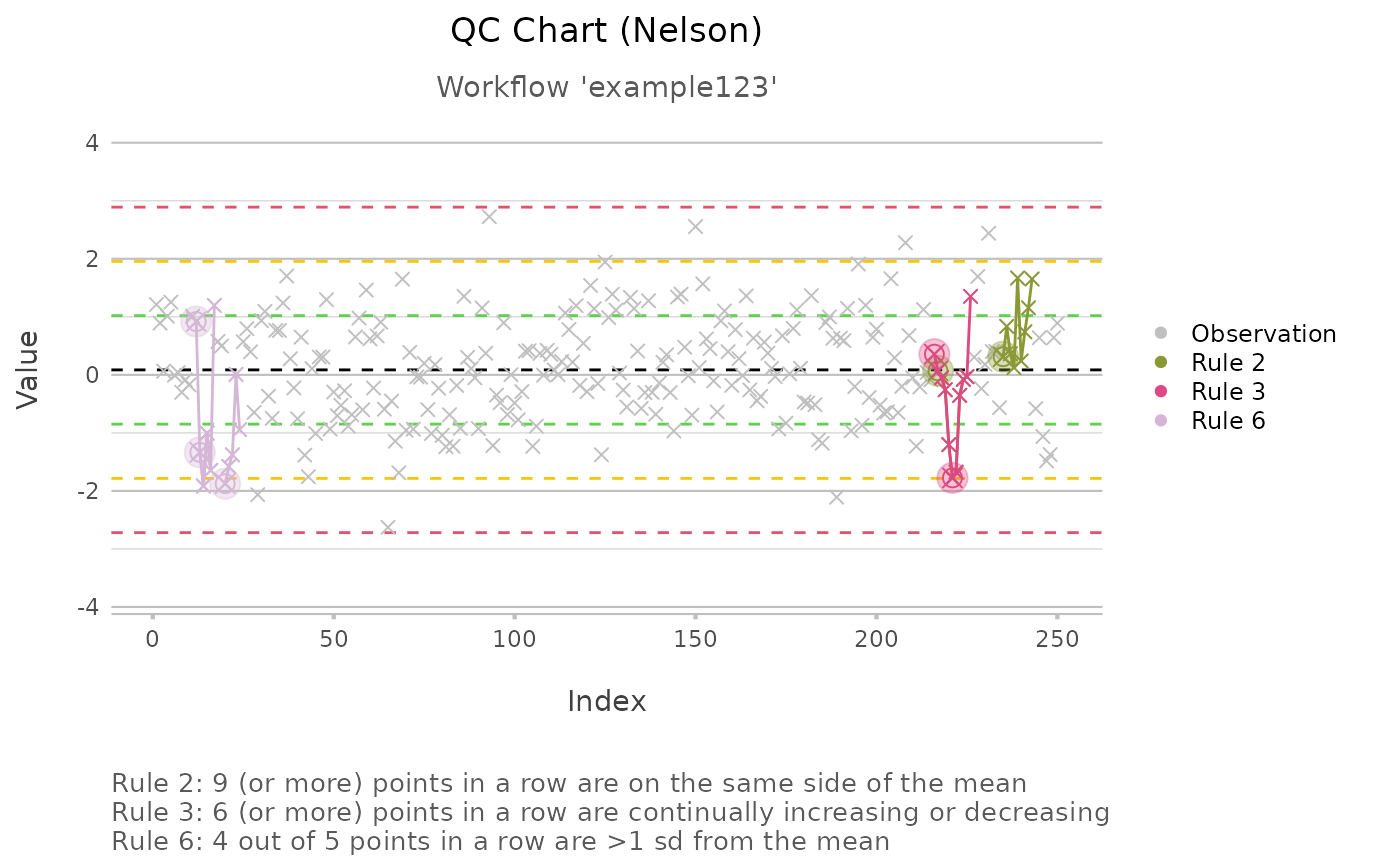 QC Chart (Nelson)
Workflow 'example123'
4
2
0
-2
-4
Value
0 50 100 150 200 250
Index
Observation
Rule 2
Rule 3
Rule 6
Rule 2: 9 (or more) points in a row are on the same side of the mean
Rule 3: 6 (or more) points in a row are continually increasing or decreasing
Rule 6: 4 out of 5 points in a row are >1 sd from the mean